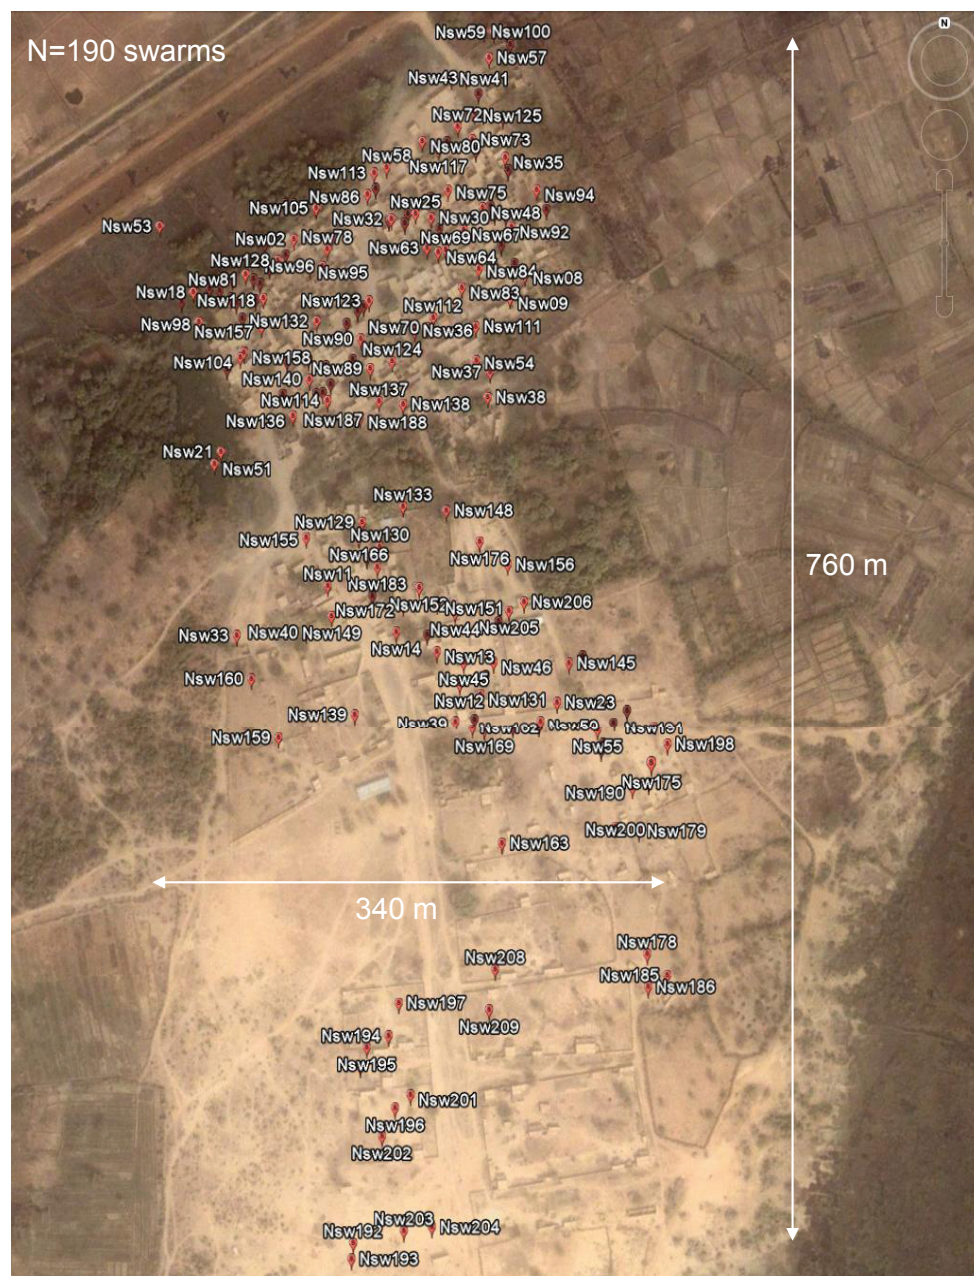 Nsw59 Nsw100
N=190 swarms
Nsw57
Nsw43 Nsw41
Nsw72 Nsw125
Nsw80 Nsw73
Nsw58 Nsw117 Nsw35
Nsw113
Nsw86 Nsw75 Nsw94
Nsw105 Nsw25
Nsw32 Nsw30 Nsw48
Nsw53
Nsw02 Nsw78 Nsw69 Nsw67 Nsw92
Nsw63 Nsw64
Nsw128 Nsw96 Nsw95
Nsw81 Nsw84 Nsw08
Nsw18 Nsw118 Nsw123 Nsw112 Nsw83 Nsw09
Nsw98 Nsw157 Nsw132 Nsw70 Nsw36 Nsw111
Nsw90
Nsw104 Nsw158 Nsw89 Nsw124 Nsw37 Nsw54
Nsw140 Nsw137
Nsw114 Nsw138 Nsw38
Nsw136 Nsw187 Nsw188
Nsw21
Nsw51
Nsw133
Nsw129 Nsw148
Nsw155 Nsw130
Nsw166 Nsw176 Nsw156
760 m
Nsw11 Nsw183
Nsw172 Nsw152 Nsw151 Nsw206
Nsw33 Nsw40 Nsw149 Nsw44 Nsw205
Nsw14 Nsw13 Nsw46 Nsw145
Nsw160 Nsw45
Nsw12 Nsw131 Nsw23
Nsw139
Nsw159 Nsw169 Nsw55 Nsw198
Nsw175
Nsw190
Nsw200 Nsw179
Nsw163
340 m
Nsw178
Nsw208 Nsw185
Nsw186
Nsw197
Nsw209
Nsw194
Nsw195
Nsw201
Nsw196
Nsw202
Nsw203
Nsw192 Nsw204
Nsw193
N